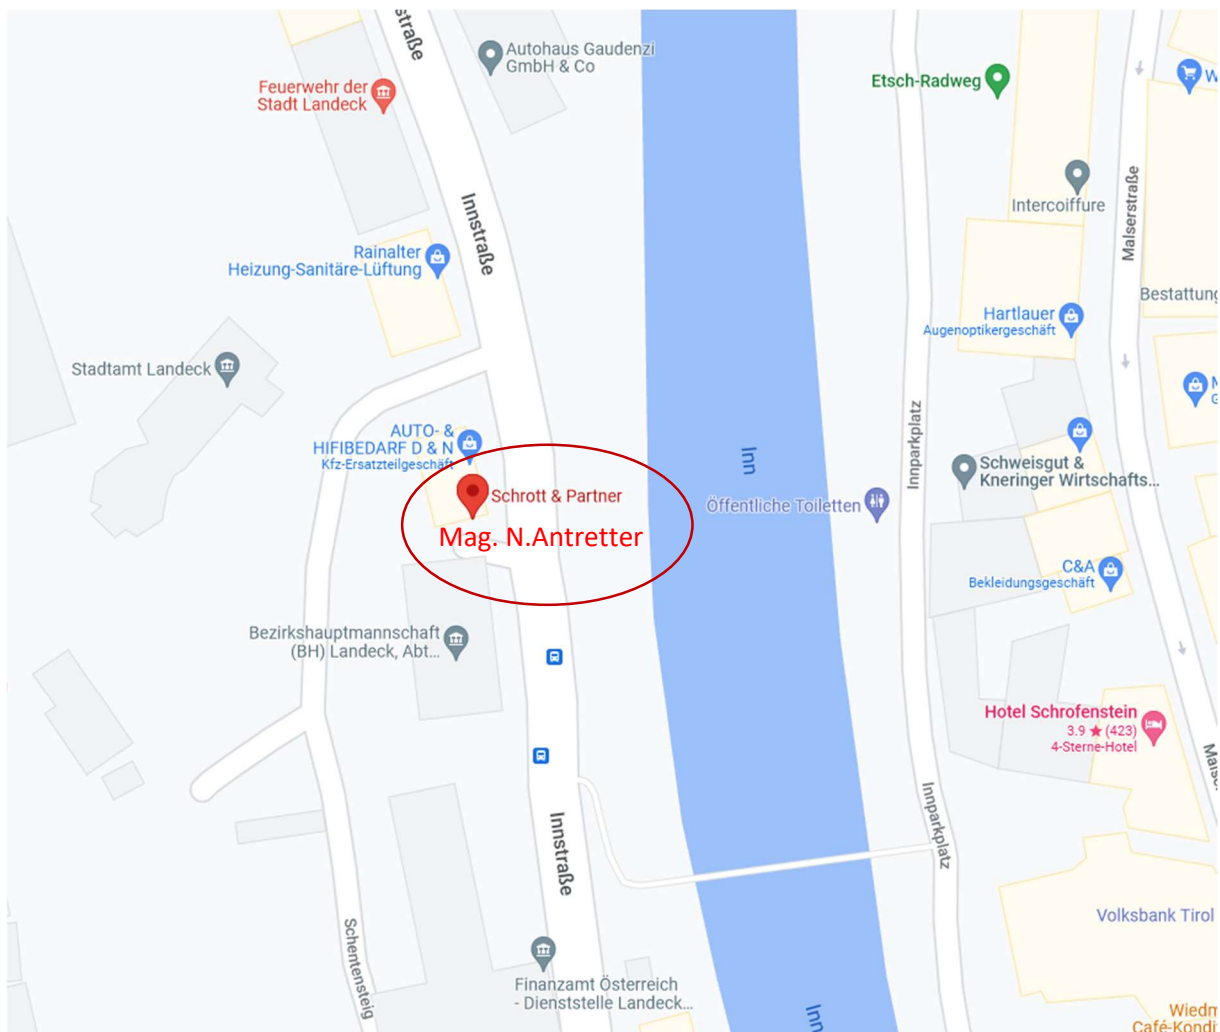 straße
Autohaus Gaudenzi
GmbH & Co
Feuerwehr der
Stadt Landeck
Etsch-Radweg
W
Intercoiffure
Innstraße
Malserstraße
Rainalter
Heizung-Sanitäre-Lüftung
Bestattung
Hartlauer
Augenoptikergeschäft
Stadtamt Landeck
M
G
Innparkplatz
AUTO- &
HIFIBEDARF D & N
Kfz-Ersatzteilgeschäft
Inn
Schweisgut &
Kneringer Wirtschafts...
Schrott & Partner
Öffentliche Toiletten
Mag. N.Antretter
C&A
Bekleidungsgeschäft
Bezirkshauptmannschaft
(BH) Landeck, Abt...
Hotel Schrofenstein
3.9 ★ (423)
4-Sterne-Hotel
Malser
Innparkplatz
Innstraße
Volksbank Tirol
Schentensteig
Finanzamt Österreich
- Dienststelle Landeck...
Inn
Wiedm
Café-Kondi